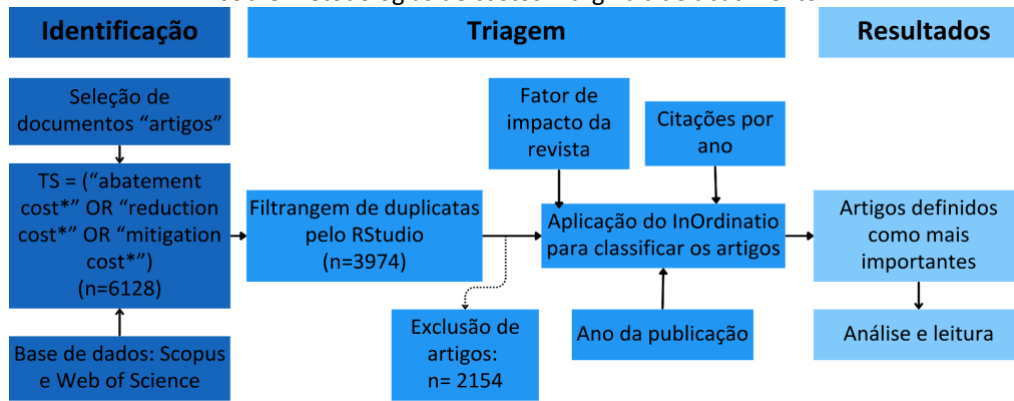 Identificação
Triagem
Resultados
Seleção de
documentos "artigos"
TS = ("abatement
cost*" OR "reduction
cost*" OR "mitigation
cost*")
(n=6128)
Base de dados: Scopus
e Web of Science
Filtrangem de duplicatas
pelo RStudio
(n=3974)
Exclusão de
artigos:
n= 2154
Fator de
impacto da
revista
Citações por
ano
Aplicação do InOrdinatio
para classificar os artigos
Ano da publicação
Artigos definidos
como mais
importantes
Análise e leitura